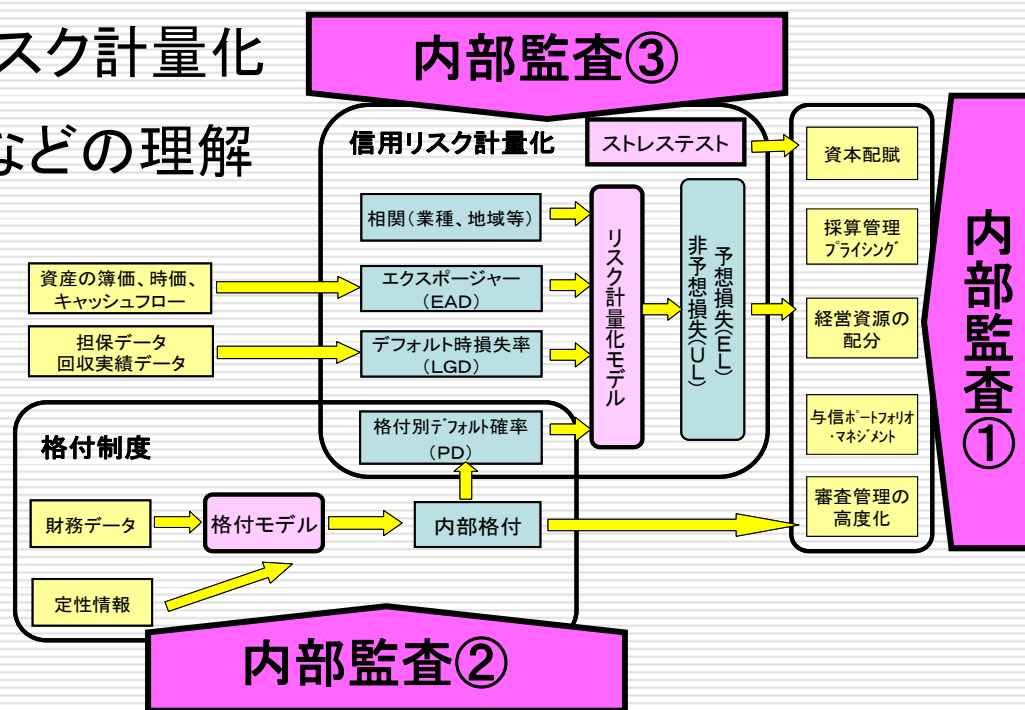 スク計量化
などの理解
内部監査③
信用リスク計量化
ストレステスト
資本配賦
相関(業種、地域等)
採算管理
プライシング
資産の簿価、時価、
キャッシュフロー
エクスポージャー
(EAD)
リスク計量化モデル
予想損失(EL)
非予想損失(UL)
経営資源の
配分
担保データ
回収実績データ
デフォルト時損失率
(LGD)
格付別デフォルト確率
(PD)
与信ポートフォリオ
・マネジメント
格付制度
財務データ
格付モデル
内部格付
審査管理の
高度化
定性情報
内部監査①
内部監査②